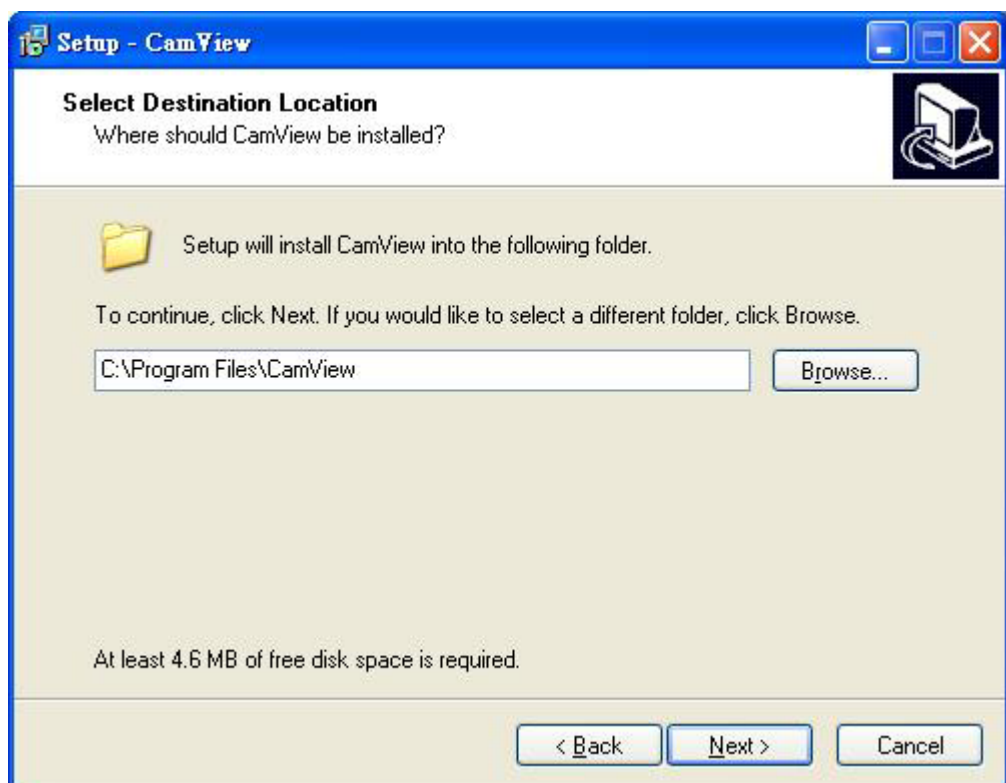 Setup - CamView
Select Destination Location
Where should CamView be installed?
Setup will install CamView into the following folder.
To continue, click Next. If you would like to select a different folder, click Browse.
C:\Program Files\CamView
Browse...
At least 4.6 MB of free disk space is required.
< Back
Next >
Cancel